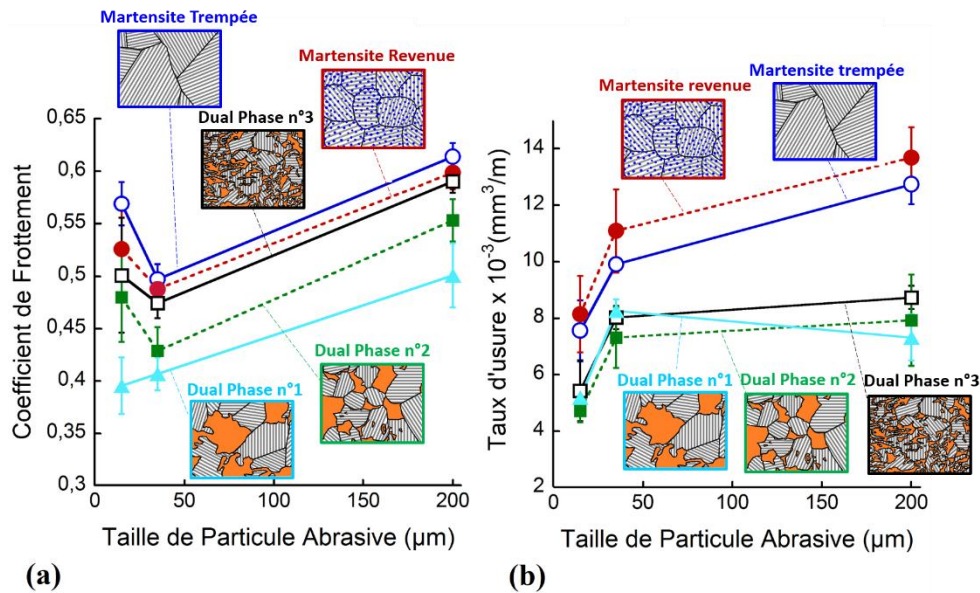 Martensite Trempée
Martensite Revenue
Dual Phase n°3
0,65
0,6
0,55
0,5
0,45
0,4
0,35
0,3
Coefficient de Frottement
Dual Phase n°2
Dual Phase n°1
0
50
100
150
200
Taille de Particule Abrasive (µm)
(a)
Martensite revenue
Martensite trempée
14
12
10
8
6
4
2
Taux d'usure x 10-3 (mm3/m)
Dual Phase n°1
Dual Phase n°2
Dual Phase n°3
0
50
100
150
200
Taille de Particule Abrasive (µm)
(b)